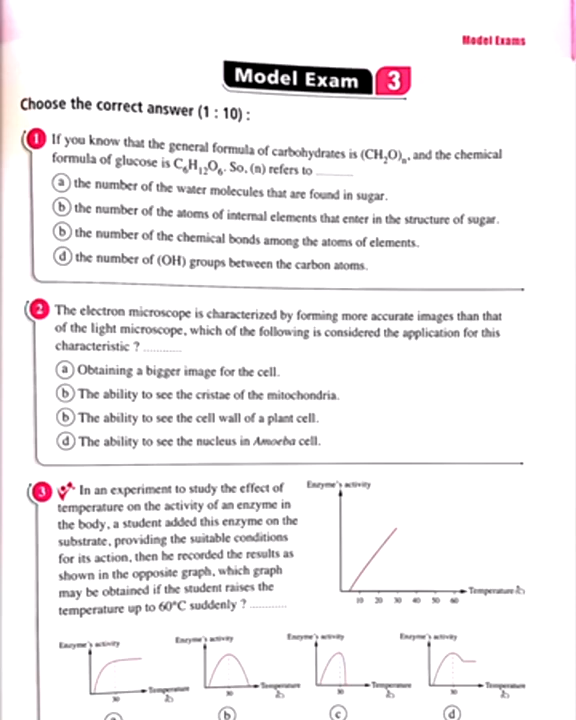 Model Exams
Model Exam 3
Choose the correct answer (1 : 10) :
1 If you know that the general formula of carbohydrates is (CH₂O)ₙ, and the chemical
formula of glucose is C₆H₁₂O₆. So, (n) refers to ............
a the number of the water molecules that are found in sugar.
b the number of the atoms of internal elements that enter in the structure of sugar.
b the number of the chemical bonds among the atoms of elements.
d the number of (OH) groups between the carbon atoms.
2 The electron microscope is characterized by forming more accurate images than that
of the light microscope, which of the following is considered the application for this
characteristic ? ............
a Obtaining a bigger image for the cell.
b The ability to see the cristae of the mitochondria.
b The ability to see the cell wall of a plant cell.
d The ability to see the nucleus in Amoeba cell.
3 In an experiment to study the effect of
temperature on the activity of an enzyme in
the body, a student added this enzyme on the
substrate, providing the suitable conditions
for its action, then he recorded the results as
shown in the opposite graph, which graph
may be obtained if the student raises the
temperature up to 60°C suddenly ? ............
Enzyme's activity
Temperature
10 20 30 40 50 60
Enzyme's activity
Temperature
30
Enzyme's activity
Temperature
30
b
Enzyme's activity
Temperature
30
c
Enzyme's activity
Temperature
30
d